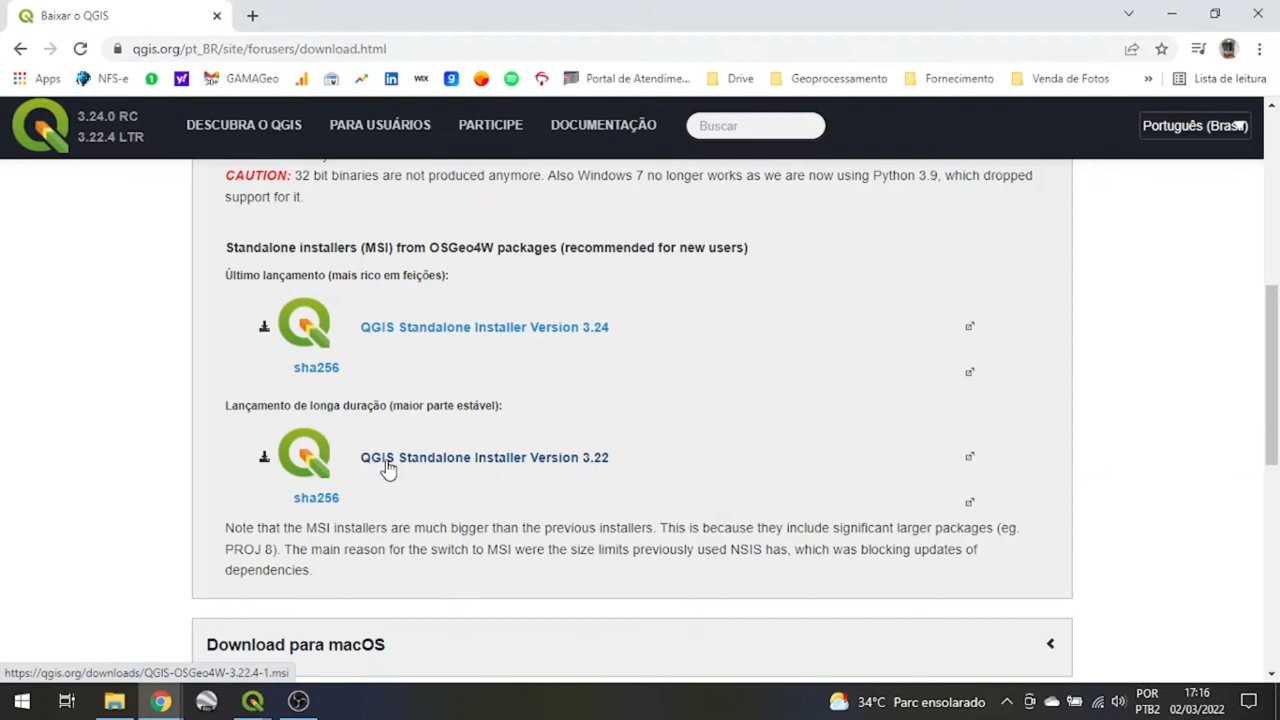 Baixar o QGIS
qgis.org/pt_BR/site/forusers/download.html
Apps NFS-e GAMAGeo Portal de Atendime... Drive Geoprocessamento Fornecimento Venda de Fotos » Lista de leitura
3.24.0 RC
3.22.4 LTR
DESCUBRA O QGIS PARA USUÁRIOS PARTICIPE DOCUMENTAÇÃO Buscar Português (Brasil)
CAUTION: 32 bit binaries are not produced anymore. Also Windows 7 no longer works as we are now using Python 3.9, which dropped
support for it.
Standalone installers (MSI) from OSGeo4W packages (recommended for new users)
Último lançamento (mais rico em feições):
QGIS Standalone Installer Version 3.24
sha256
Lançamento de longa duração (maior parte estável):
QGIS Standalone Installer Version 3.22
sha256
Note that the MSI installers are much bigger than the previous installers. This is because they include significant larger packages (eg.
PROJ 8). The main reason for the switch to MSI were the size limits previously used NSIS has, which was blocking updates of
dependencies.
Download para macOS
https://qgis.org/downloads/QGIS-OSGeo4W-3.22.4-1.msi
34°C Parc ensolarado
POR
PTB2
17:16
02/03/2022